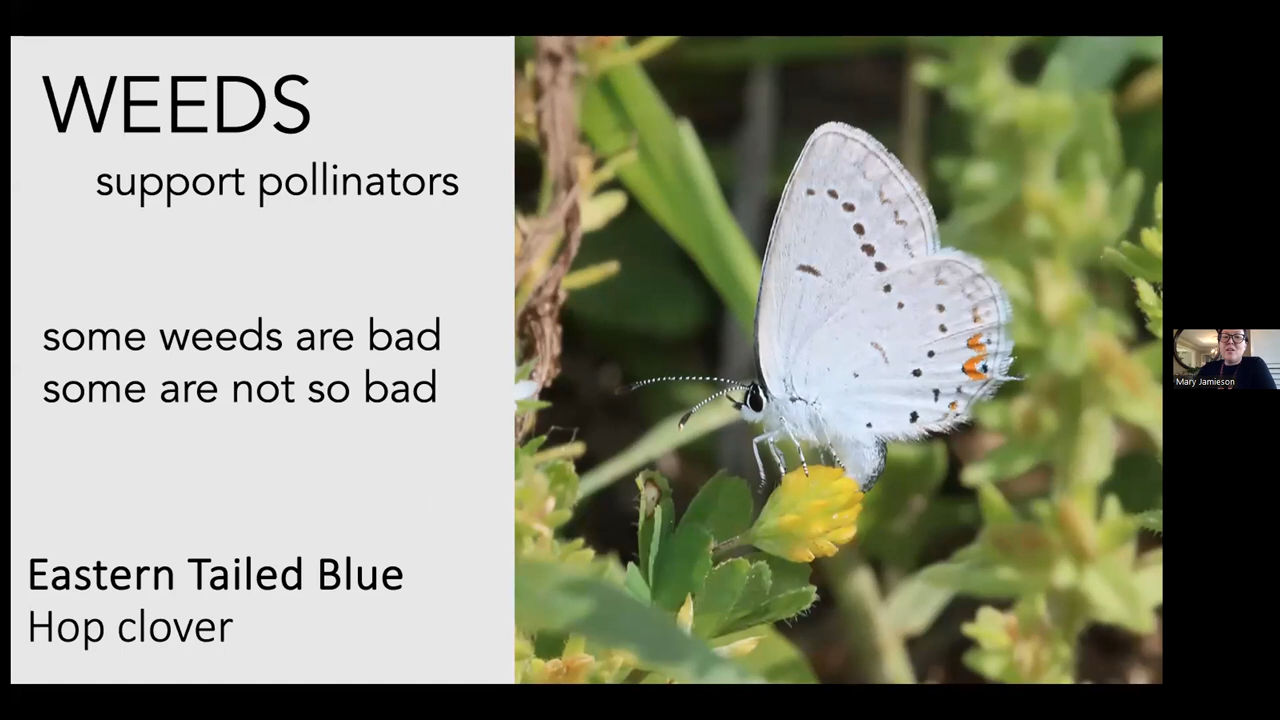 WEEDS
support pollinators
some weeds are bad
some are not so bad
Eastern Tailed Blue
Hop clover
Mary Jamieson